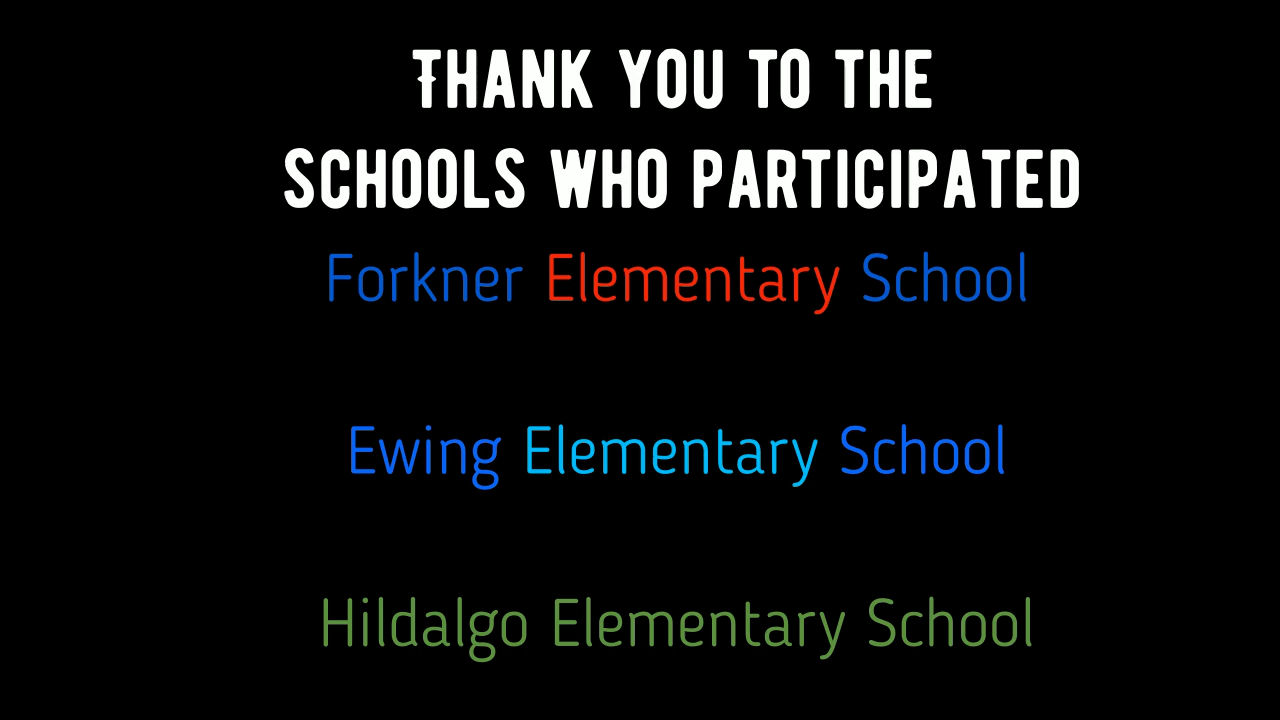 THANK YOU TO THE
SCHOOLS WHO PARTICIPATED
Forkner Elementary School
Ewing Elementary School
Hildalgo Elementary School